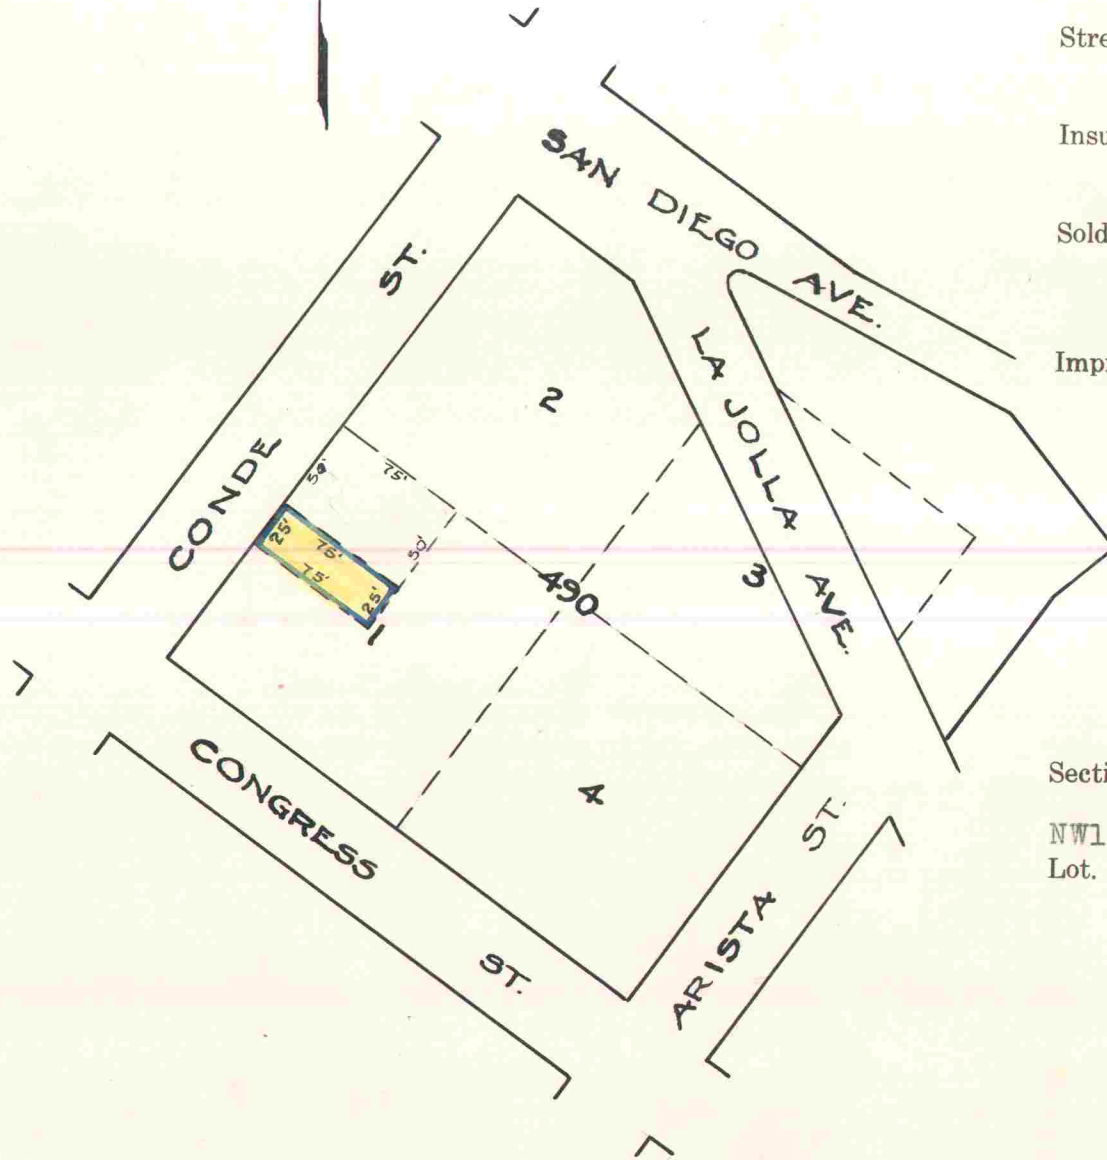 SAN DIEGO AVE.
CONDE ST.
LA JOLLA AVE.
2
50'
75'
50'
25'
75'
75'
25'
1
490
3
4
CONGRESS ST.
ARISTA ST.
Stre
Insu
Sold
Impr
Secti
NW1
Lot.